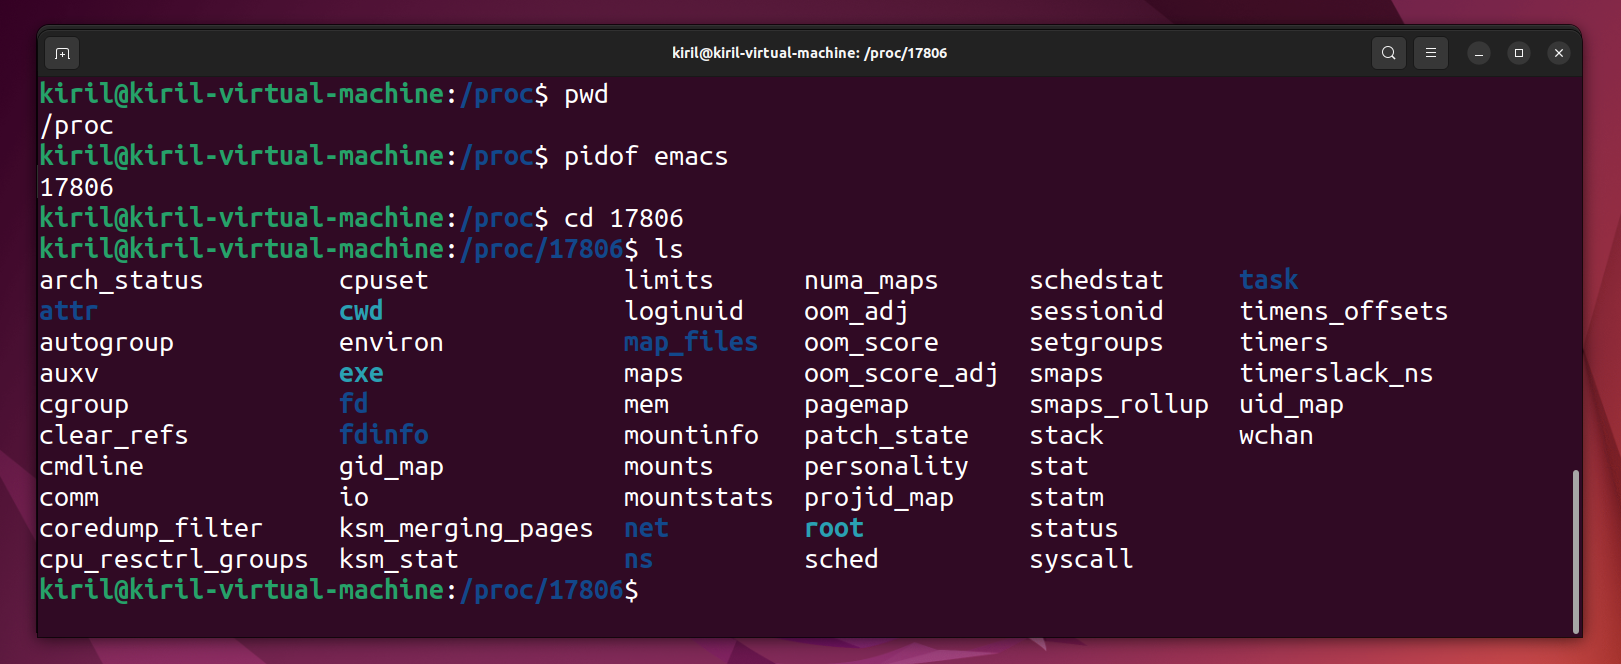 kiril@kiril-virtual-machine: /proc/17806
kiril@kiril-virtual-machine:/proc$ pwd
/proc
kiril@kiril-virtual-machine:/proc$ pidof emacs
17806
kiril@kiril-virtual-machine:/proc$ cd 17806
kiril@kiril-virtual-machine:/proc/17806$ ls
arch_status cpuset limits numa_maps schedstat task
attr cwd loginuid oom_adj sessionid timens_offsets
autogroup environ map_files oom_score setgroups timers
auxv exe maps oom_score_adj smaps timerslack_ns
cgroup fd mem pagemap smaps_rollup uid_map
clear_refs fdinfo mountinfo patch_state stack wchan
cmdline gid_map mounts personality stat
comm io mountstats projid_map statm
coredump_filter ksm_merging_pages net root status
cpu_resctrl_groups ksm_stat ns sched syscall
kiril@kiril-virtual-machine:/proc/17806$